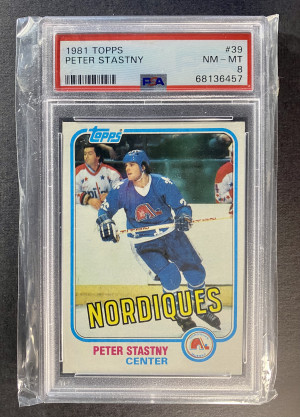 1981 TOPPS #39
PETER STASTNY NM-MT
8
PSA 68136457
Topps
NORDIQUES
PETER STASTNY
CENTER